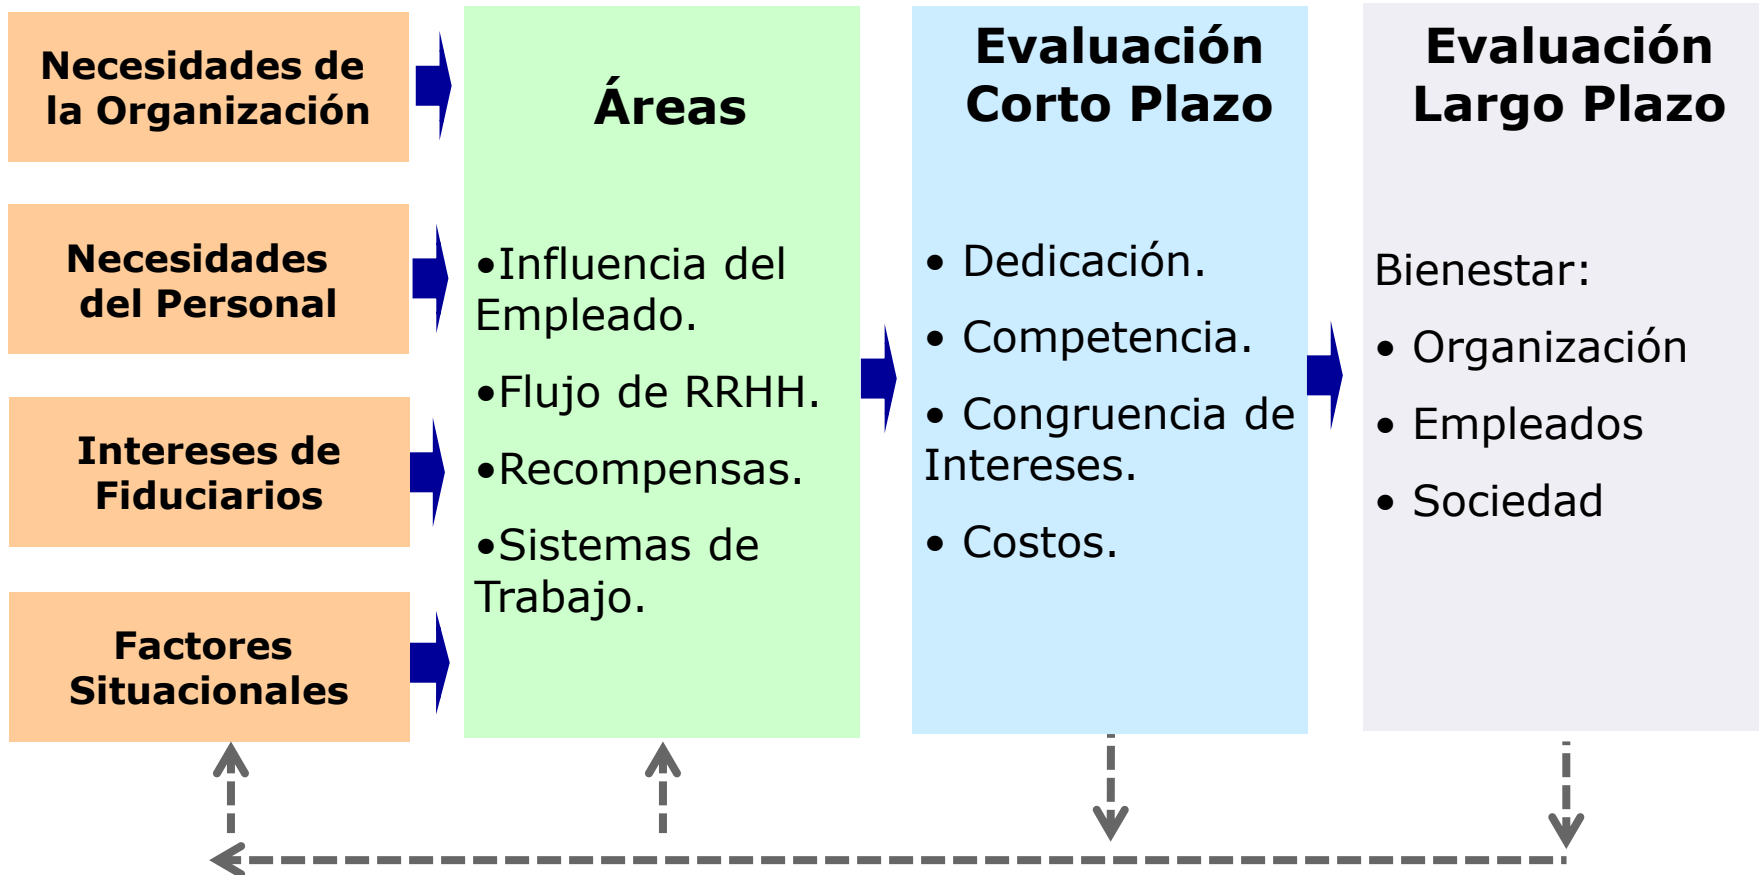 Necesidades de
la Organización
Necesidades
del Personal
Intereses de
Fiduciarios
Factores
Situacionales
Áreas
•Influencia del
Empleado.
•Flujo de RRHH.
•Recompensas.
•Sistemas de
Trabajo.
Evaluación
Corto Plazo
• Dedicación.
• Competencia.
• Congruencia de
Intereses.
• Costos.
Evaluación
Largo Plazo
Bienestar:
• Organización
• Empleados
• Sociedad